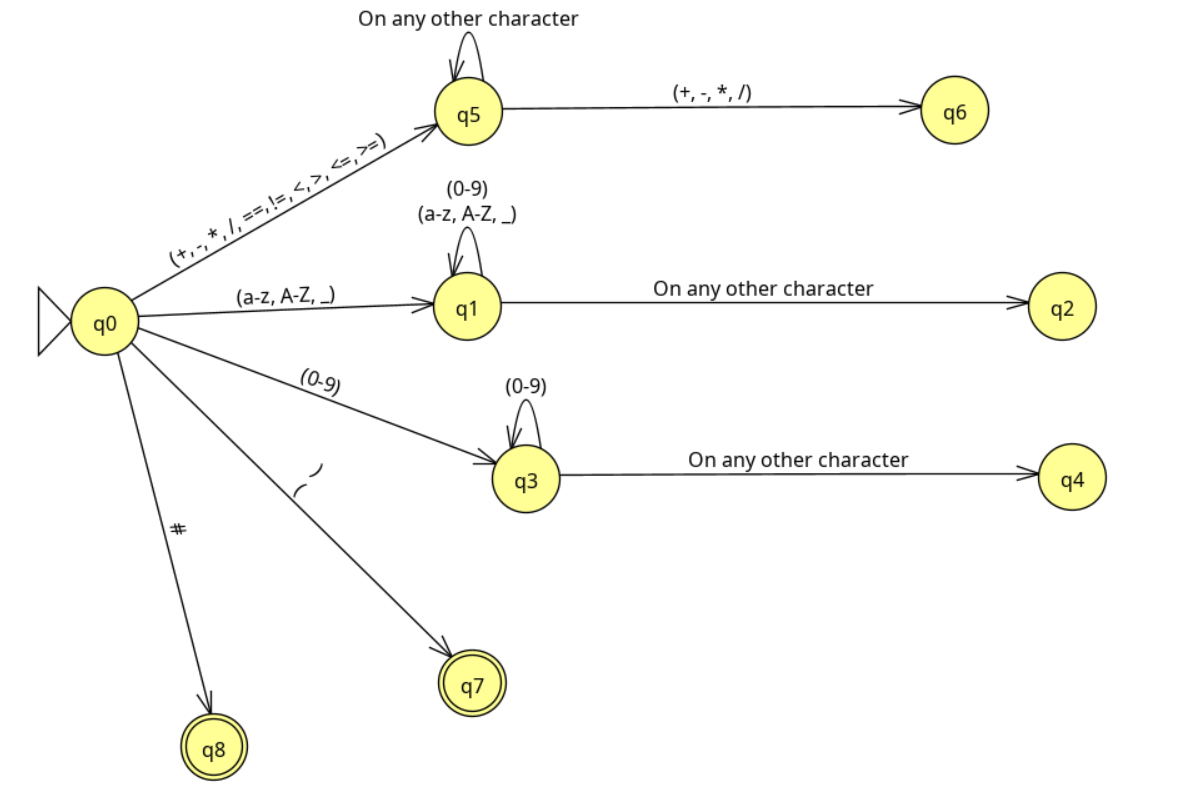 On any other character
q5
(+, -, *, /)
q6
(+, -, *, /, ==, !=, <, >, <=, >=)
(0-9)
(a-z, A-Z, _)
q0
(a-z, A-Z, _)
q1
On any other character
q2
(0-9)
(0-9)
q3
On any other character
q4
( )
#
q7
q8